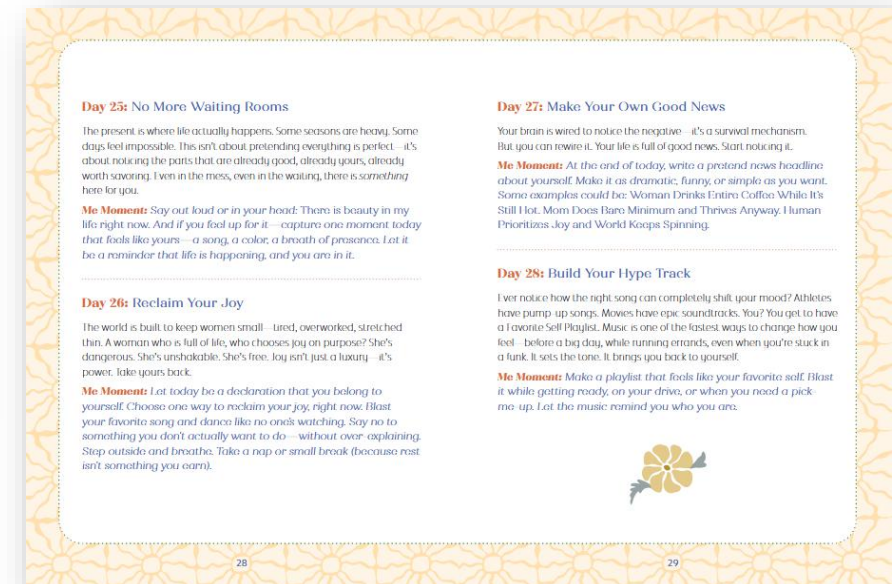 Day 25: No More Waiting Rooms
The present is where life actually happens. Some seasons are heavy. Some
days feel impossible. This isn't about pretending everything is perfect—it's
about noticing the parts that are already good, already yours, already
worth savoring. Even in the mess, even in the waiting, there is something
here for you.
Me Moment: Say out loud or in your head: There is beauty in my
life right now. And if you feel up for it—capture one moment today
that feels like yours—a song, a color, a breath of presence. Let it
be a reminder that life is happening, and you are in it.
Day 26: Reclaim Your Joy
The world is built to keep women small—tired, overworked, stretched
thin. A woman who is full of life, who chooses joy on purpose? She's
dangerous. She's unshakable. She's free. Joy isn't just a luxury—it's
power. Take yours back.
Me Moment: Let today be a declaration that you belong to
yourself. Choose one way to reclaim your joy, right now. Blast
your favorite song and dance like no one's watching. Say no to
something you don't actually want to do—without over-explaining.
Step outside and breathe. Take a nap or small break (because rest
isn't something you earn).
28
Day 27: Make Your Own Good News
Your brain is wired to notice the negative—it's a survival mechanism.
But you can rewire it. Your life is full of good news. Start noticing it.
Me Moment: At the end of today, write a pretend news headline
about yourself. Make it as dramatic, funny, or simple as you want.
Some examples could be: Woman Drinks Entire Coffee While It's
Still Hot. Mom Does Bare Minimum and Thrives Anyway. Human
Prioritizes Joy and World Keeps Spinning.
Day 28: Build Your Hype Track
Ever notice how the right song can completely shift your mood? Athletes
have pump-up songs. Movies have epic soundtracks. You? You get to have
a Favorite Self Playlist. Music is one of the fastest ways to change how you
feel—before a big day, while running errands, even when you're stuck in
a funk. It sets the tone. It brings you back to yourself.
Me Moment: Make a playlist that feels like your favorite self. Blast
it while getting ready, on your drive, or when you need a pick-
me-up. Let the music remind you who you are.
29